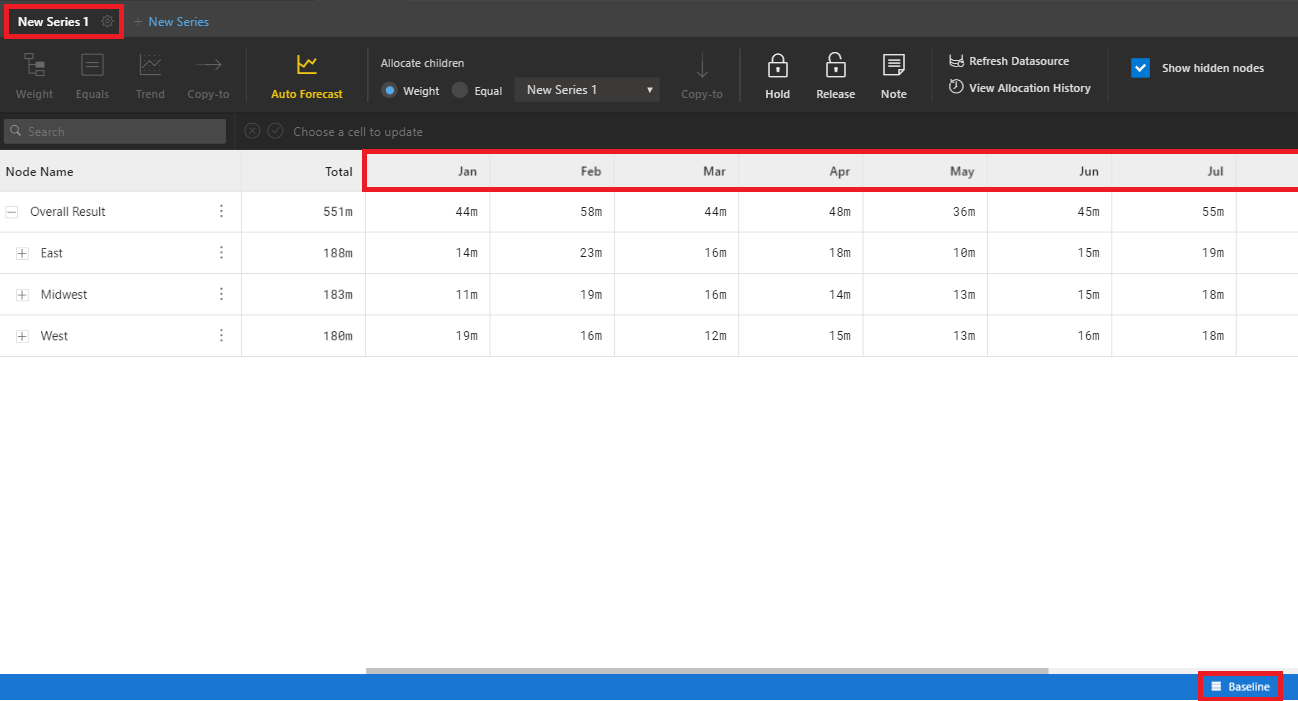 New Series 1 + New Series
Weight Equals Trend Copy-to Auto Forecast
Allocate children
Weight Equal New Series 1
Copy-to Hold Release Note
Refresh Datasource
View Allocation History
Show hidden nodes
Search Choose a cell to update
Node Name Total Jan Feb Mar Apr May Jun Jul
Overall Result 551m 44m 58m 44m 48m 36m 45m 55m
East 188m 14m 23m 16m 18m 10m 15m 19m
Midwest 183m 11m 19m 16m 14m 13m 15m 18m
West 180m 19m 16m 12m 15m 13m 16m 18m
Baseline